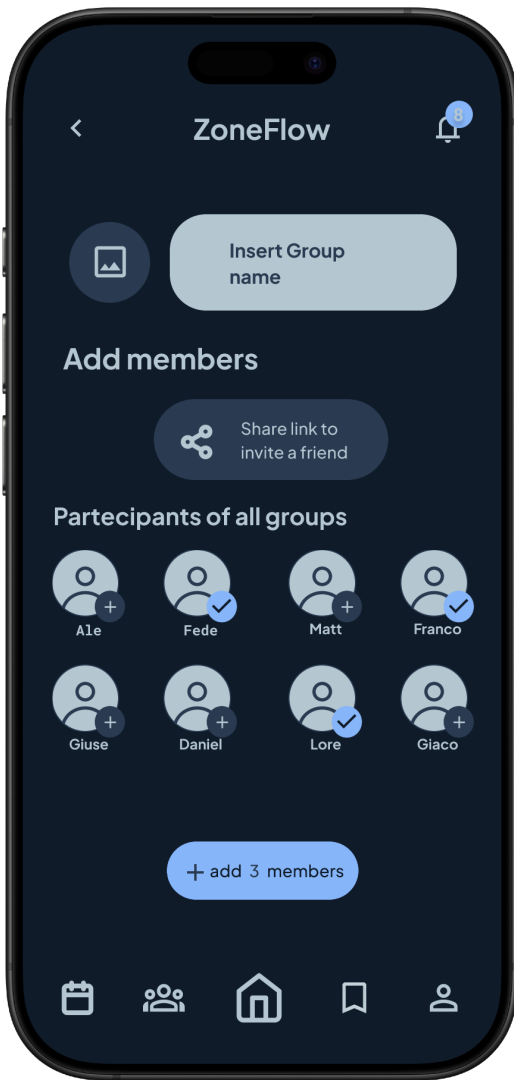 ZoneFlow
8
Insert Group
name
Add members
Share link to
invite a friend
Partecipants of all groups
Ale Fede Matt Franco
Giuse Daniel Lore Giaco
+ add 3 members